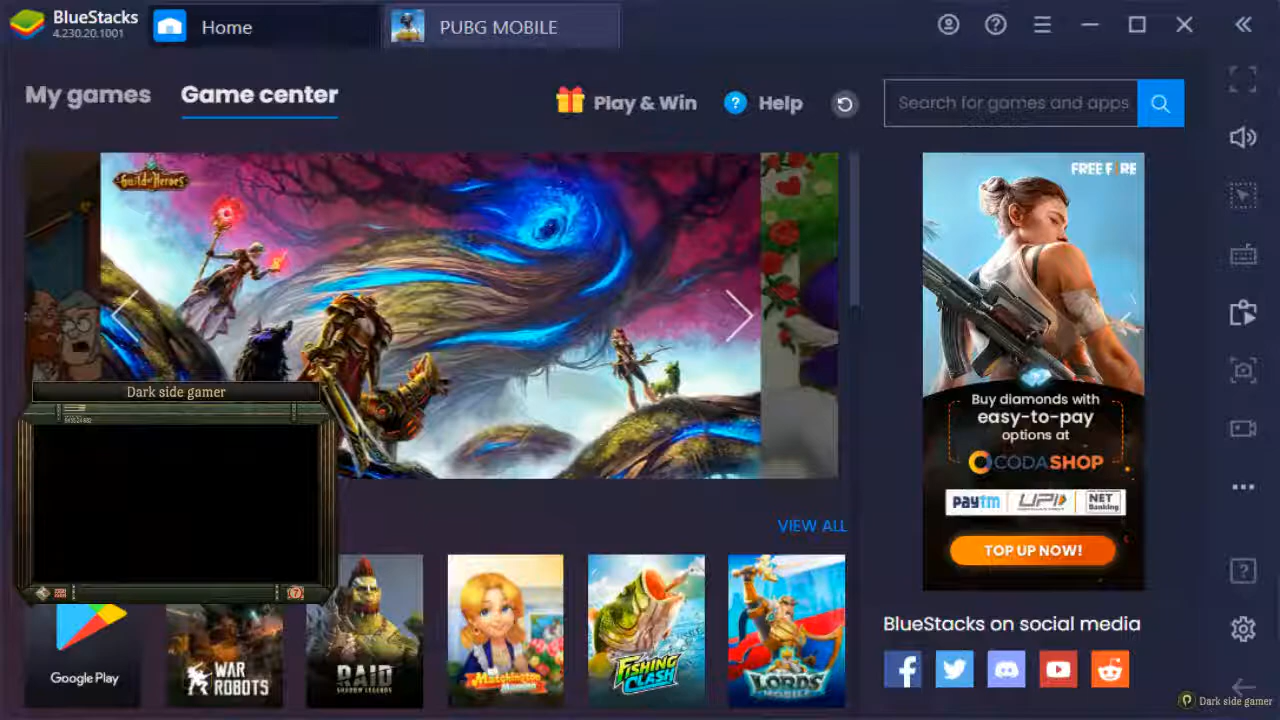 BlueStacks
4.230.20.1001
Home
PUBG MOBILE
My games
Game center
Play & Win
? Help
Search for games and apps
Guild of Heroes
FREE FIRE
Buy diamonds with
easy-to-pay
options at
CODASHOP
Paytm
UPI
NET
Banking
TOP UP NOW!
Dark side gamer
VIEW ALL
Google Play
WAR
ROBOTS
RAID
SHADOW LEGENDS
Matchington
Mansion
FISHING
CLASH
LORDS
MOBILE
BlueStacks on social media
Dark side gamer